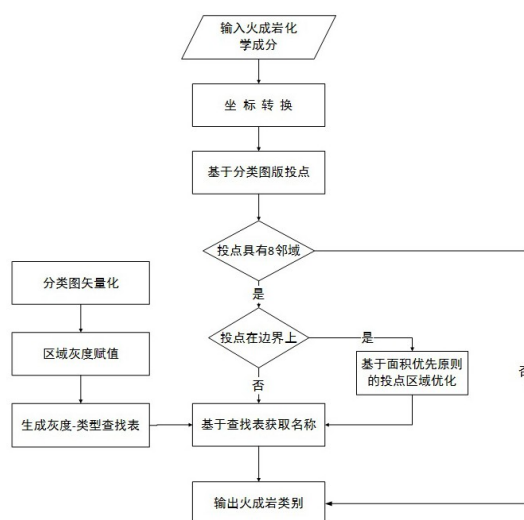 输入火成岩化
学成分
坐 标 转 换
基于分类图版投点
投点具有8邻域
是
分类图矢量化
投点在边界上
是
区域灰度赋值
基于面积优先原则
的投点区域优化
否
否
生成灰度-类型查找表
基于查找表获取名称
输出火成岩类别